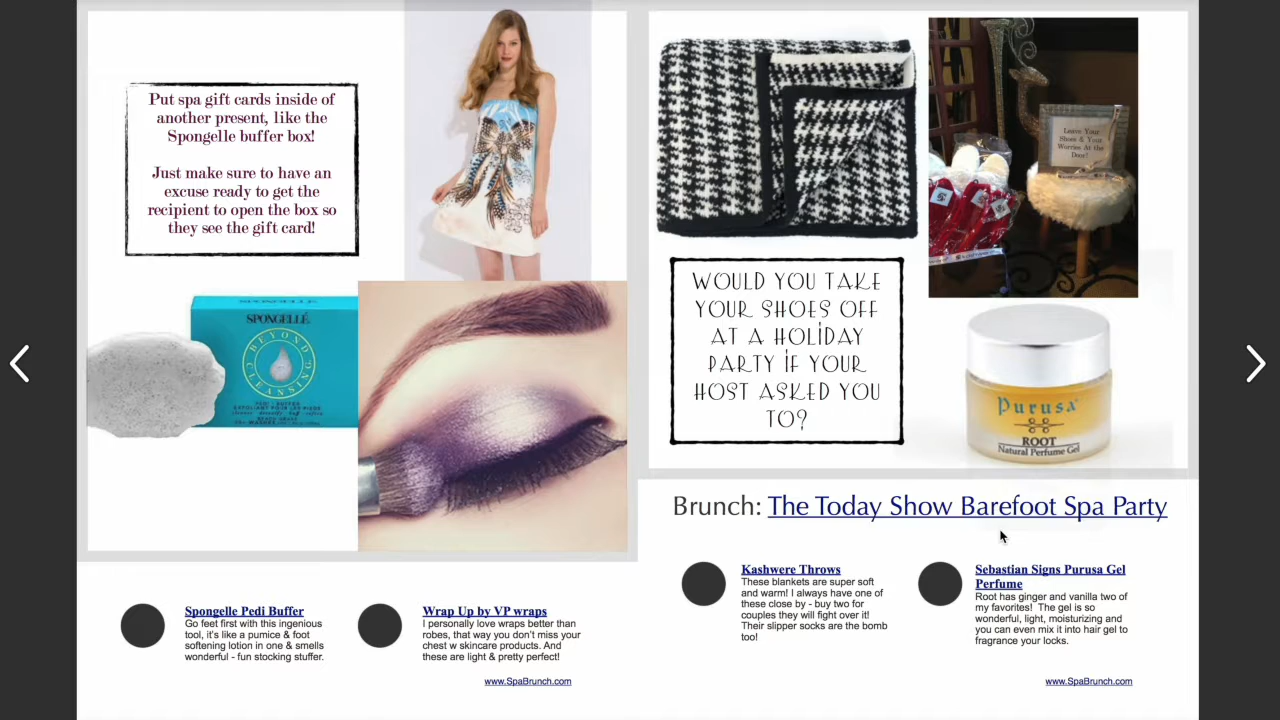 Put spa gift cards inside of
another present, like the
Spongelle buffer box!
Just make sure to have an
excuse ready to get the
recipient to open the box so
they see the gift card!
SPONGELLÉ
BEYOND CLEANSING
Spongelle Pedi Buffer
Go feet first with this ingenious
tool, it's like a pumice & foot
softening lotion in one & smells
wonderful - fun stocking stuffer.
Wrap Up by VP wraps
I personally love wraps better than
robes, that way you don't miss your
chest w skincare products. And
these are light & pretty perfect!
www.SpaBrunch.com
Leave Your
Shoes & Your
Worries At the
Door!
WOULD YOU TAKE
YOUR SHOES OFF
AT A HOLIDAY
PARTY IF YOUR
HOST ASKED YOU
TO?
Purusa
ROOT
Natural Perfume Gel
Brunch: The Today Show Barefoot Spa Party
Kashwere Throws
These blankets are super soft
and warm! I always have one of
these close by - buy two for
couples they will fight over it!
Their slipper socks are the bomb
too!
Sebastian Signs Purusa Gel
Perfume
Root has ginger and vanilla two of
my favorites! The gel is so
wonderful, light, moisturizing and
you can even mix it into hair gel to
fragrance your locks.
www.SpaBrunch.com